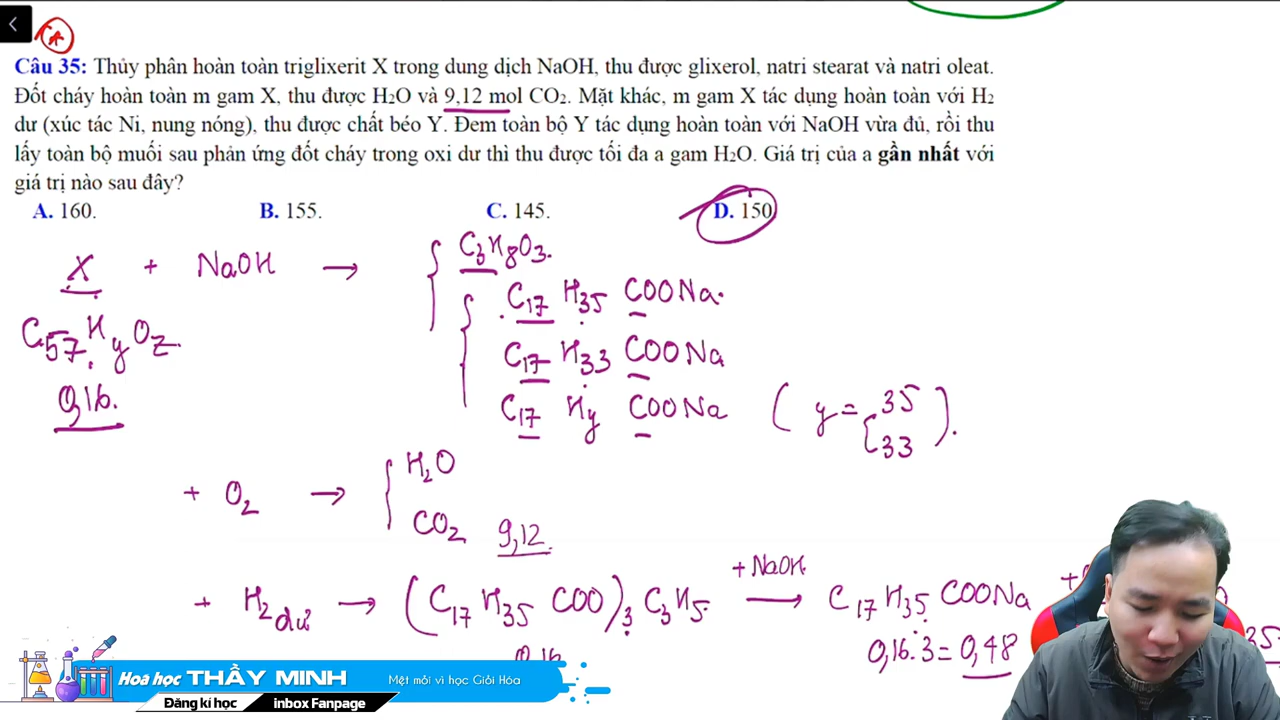 Câu 35: Thủy phân hoàn toàn triglixerit X trong dung dịch NaOH, thu được glixerol, natri stearat và natri oleat.
Đốt cháy hoàn toàn m gam X, thu được H₂O và 9,12 mol CO₂. Mặt khác, m gam X tác dụng hoàn toàn với H₂
dư (xúc tác Ni, nung nóng), thu được chất béo Y. Đem toàn bộ Y tác dụng hoàn toàn với NaOH vừa đủ, rồi thu
lấy toàn bộ muối sau phản ứng đốt cháy trong oxi dư thì thu được tối đa a gam H₂O. Giá trị của a gần nhất với
giá trị nào sau đây?
A. 160. B. 155. C. 145. D. 150
X + NaOH → C₃H₈O₃.
C₁₇H₃₅COONa.
C₅₇HyOz. C₁₇H₃₃COONa
0,16. C₁₇HyCOONa (y = 35
33).
+ O₂ → H₂O
CO₂ 9,12.
+ H₂ dư → (C₁₇H₃₅COO)₃C₃H₅. +NaOH → C₁₇H₃₅COONa
0,16 0,16.3 = 0,48 35
Hoá học THẦY MINH
Mệt mỏi vì học Giỏi Hóa
Đăng kí học inbox Fanpage